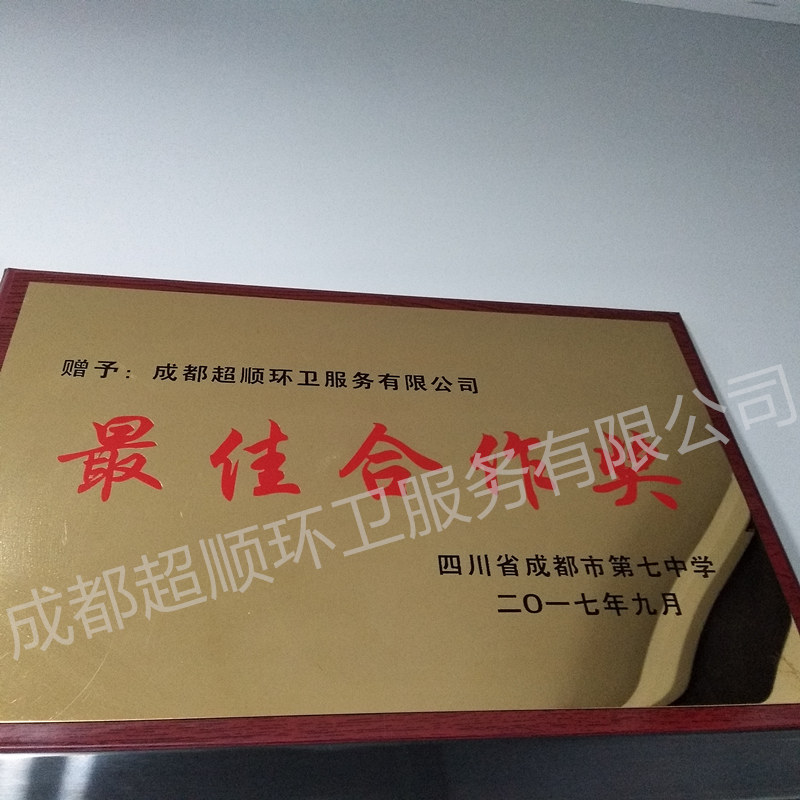 赠予：成都超顺环卫服务有限公司
最佳合作奖
四川省成都市第七中学
二〇一七年九月
成都超顺环卫服务有限公司